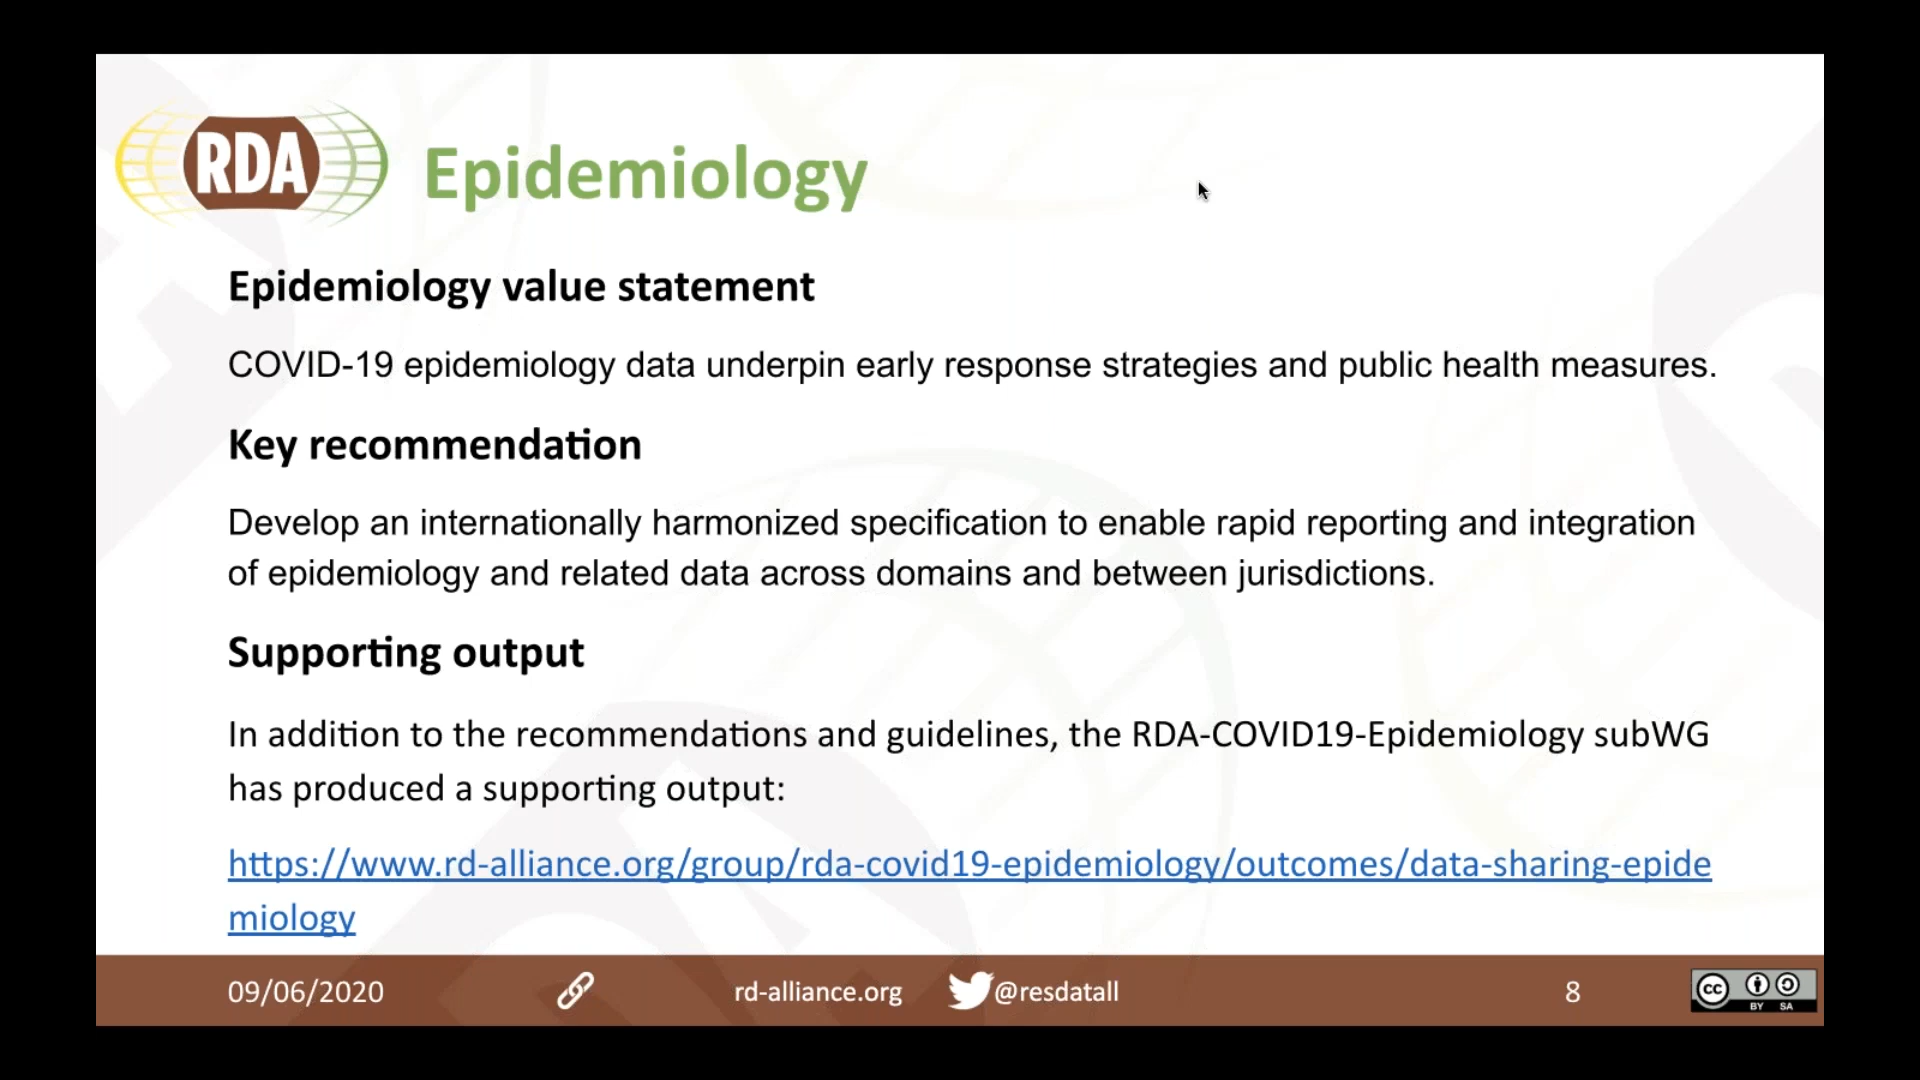 RDA
Epidemiology
Epidemiology value statement
COVID-19 epidemiology data underpin early response strategies and public health measures.
Key recommendation
Develop an internationally harmonized specification to enable rapid reporting and integration
of epidemiology and related data across domains and between jurisdictions.
Supporting output
In addition to the recommendations and guidelines, the RDA-COVID19-Epidemiology subWG
has produced a supporting output:
https://www.rd-alliance.org/group/rda-covid19-epidemiology/outcomes/data-sharing-epide
miology
09/06/2020 rd-alliance.org @resdatall 8 cc BY SA